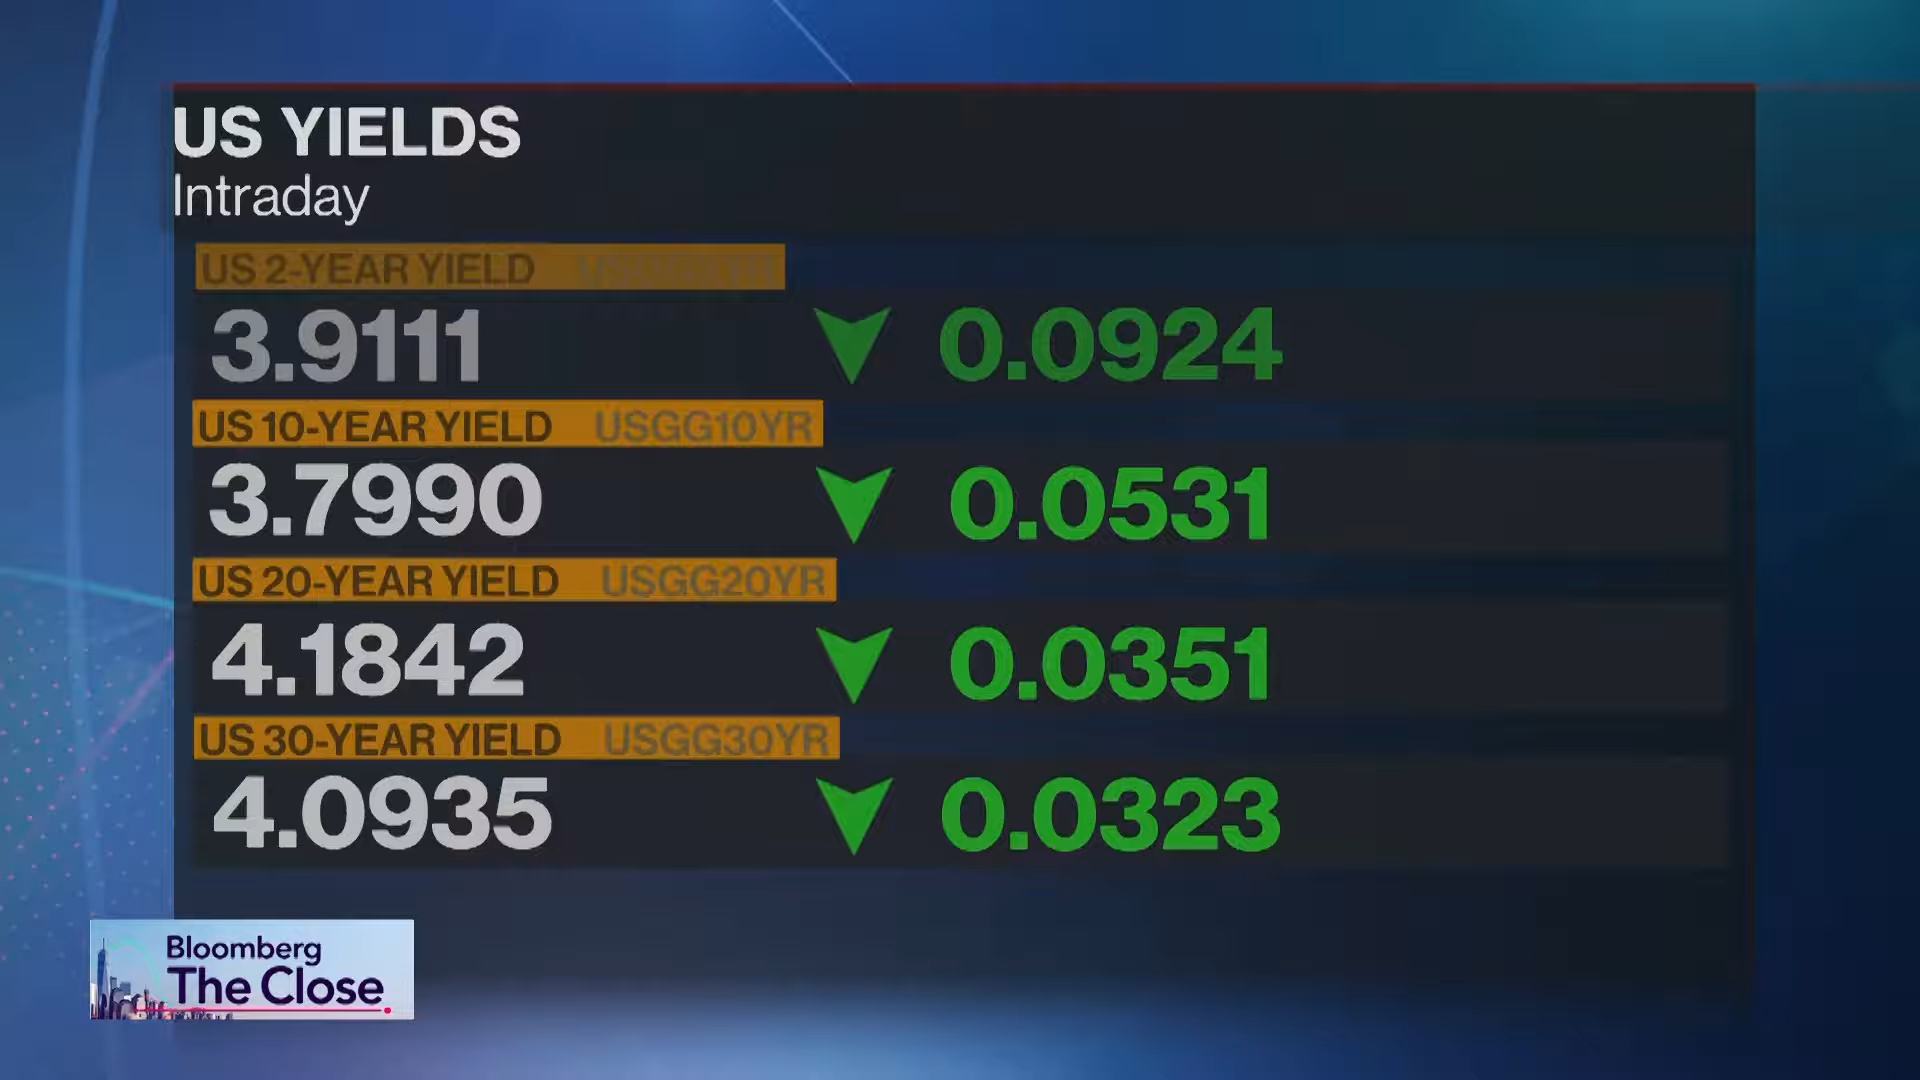 US YIELDS
Intraday
US 2-YEAR YIELD
3.9111 0.0924
US 10-YEAR YIELD USGG10YR
3.7990 0.0531
US 20-YEAR YIELD USGG20YR
4.1842 0.0351
US 30-YEAR YIELD USGG30YR
4.0935 0.0323
Bloomberg
The Close